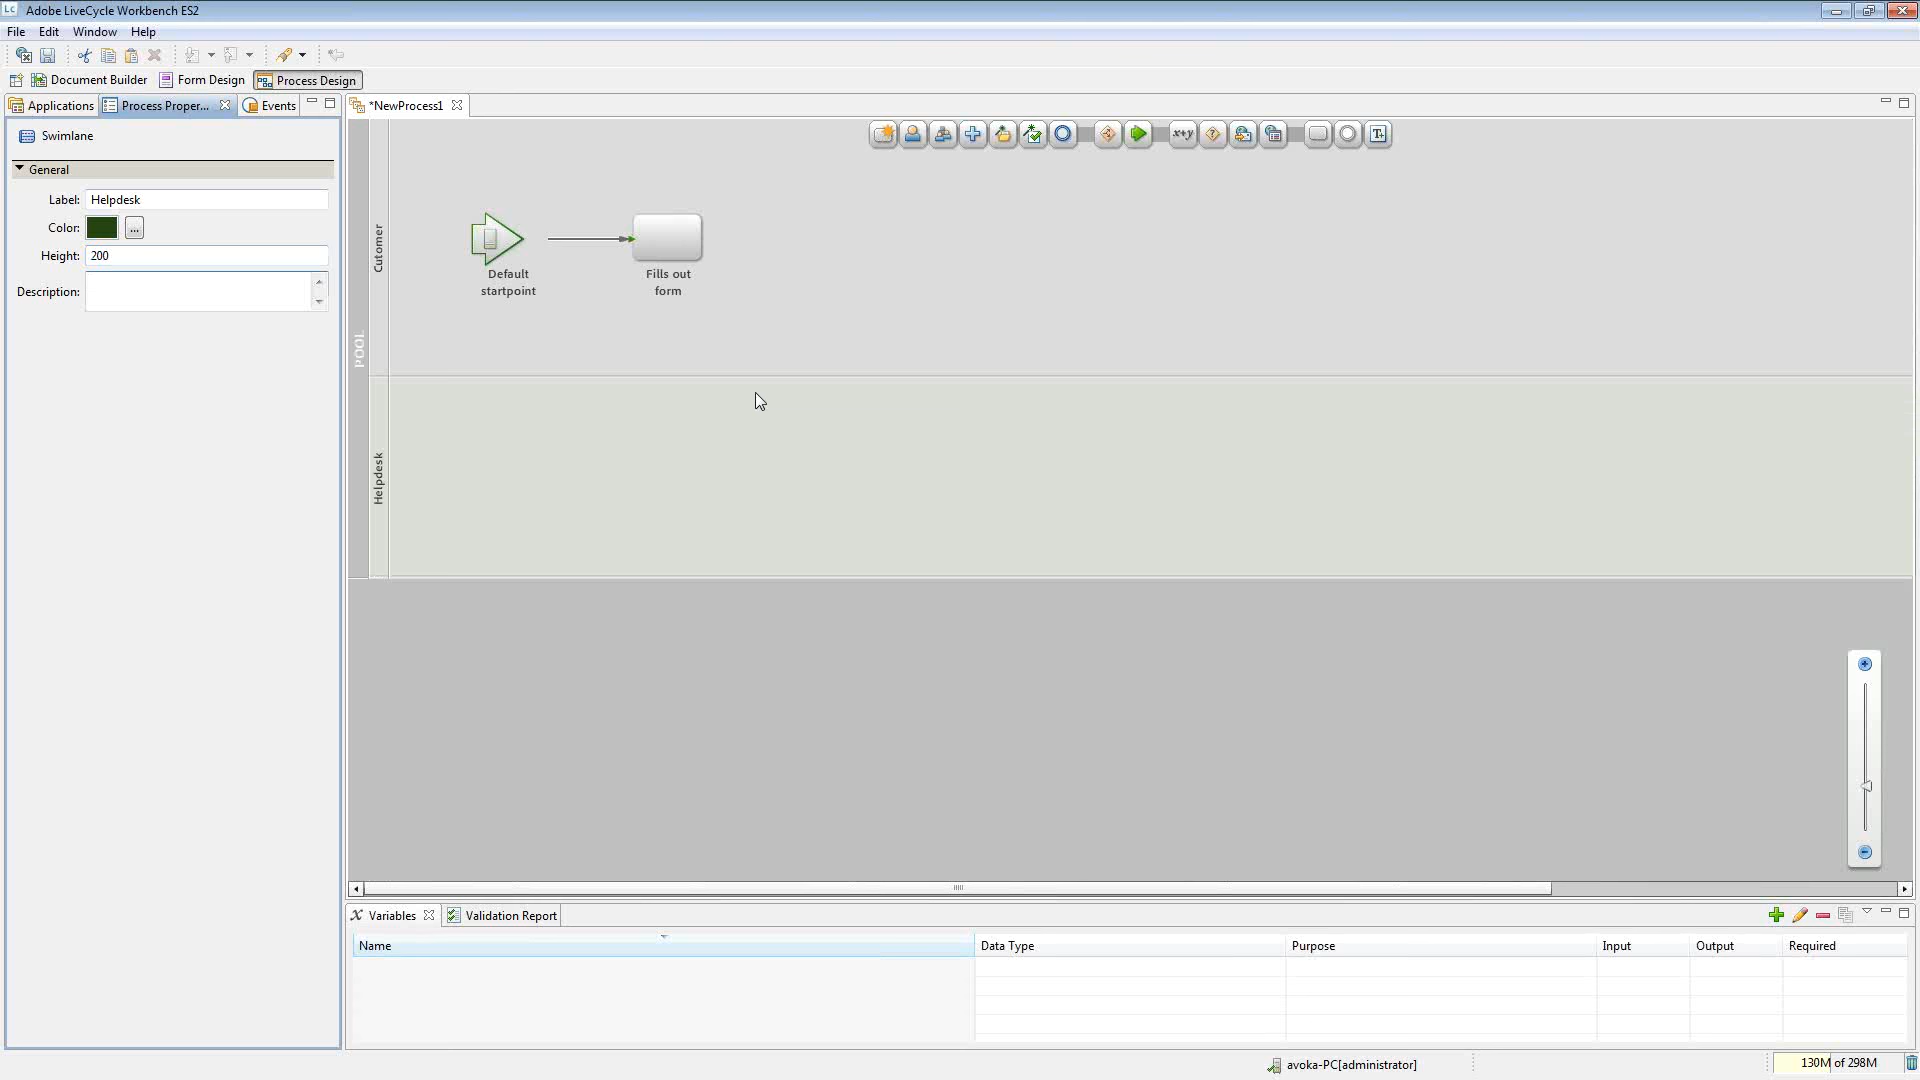 Lc Adobe LiveCycle Workbench ES2
File Edit Window Help
Document Builder Form Design Process Design
Applications Process Proper... Events *NewProcess1
Swimlane
General
Label: Helpdesk
Color: ...
Height: 200
Description:
x+y ? T
POOL
Cutomer
Default
startpoint
Fills out
form
Helpdesk
Variables Validation Report
Name Data Type Purpose Input Output Required
avoka-PC[administrator] 130M of 298M